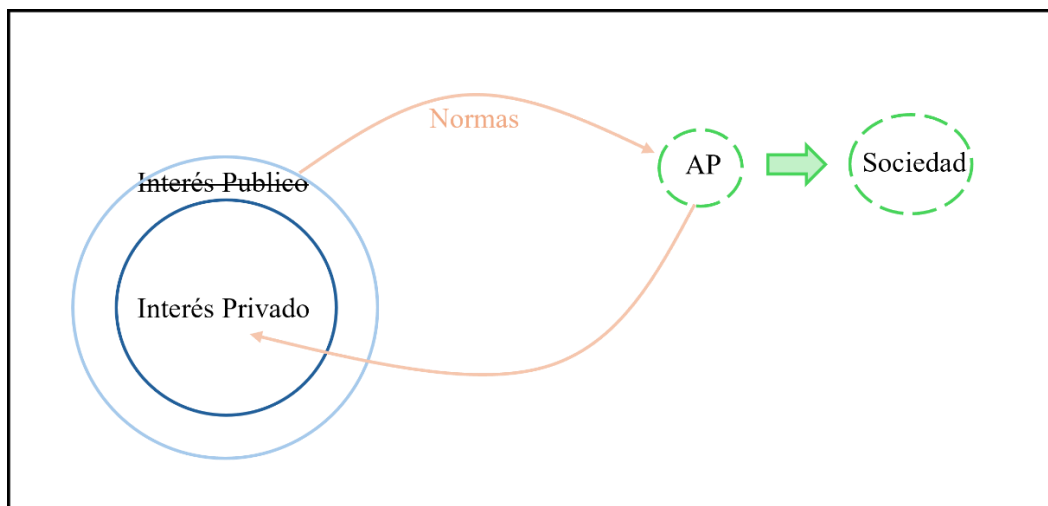 Normas
AP
Sociedad
Interés Publico
Interés Privado